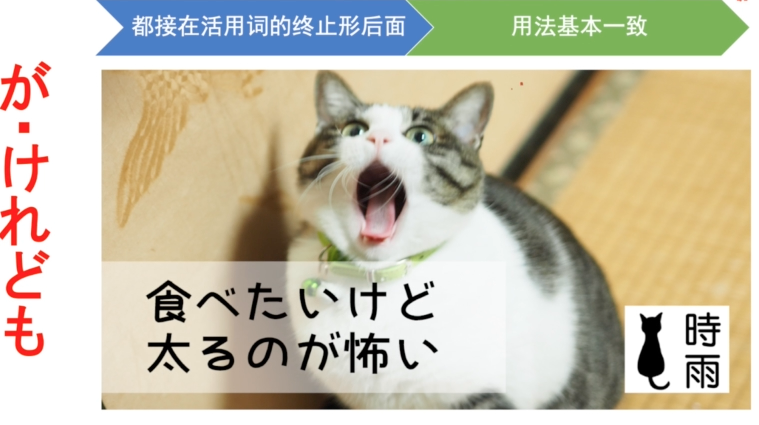 都接在活用词的终止形后面
用法基本一致
が・けれども
食べたいけど
太るのが怖い
時雨